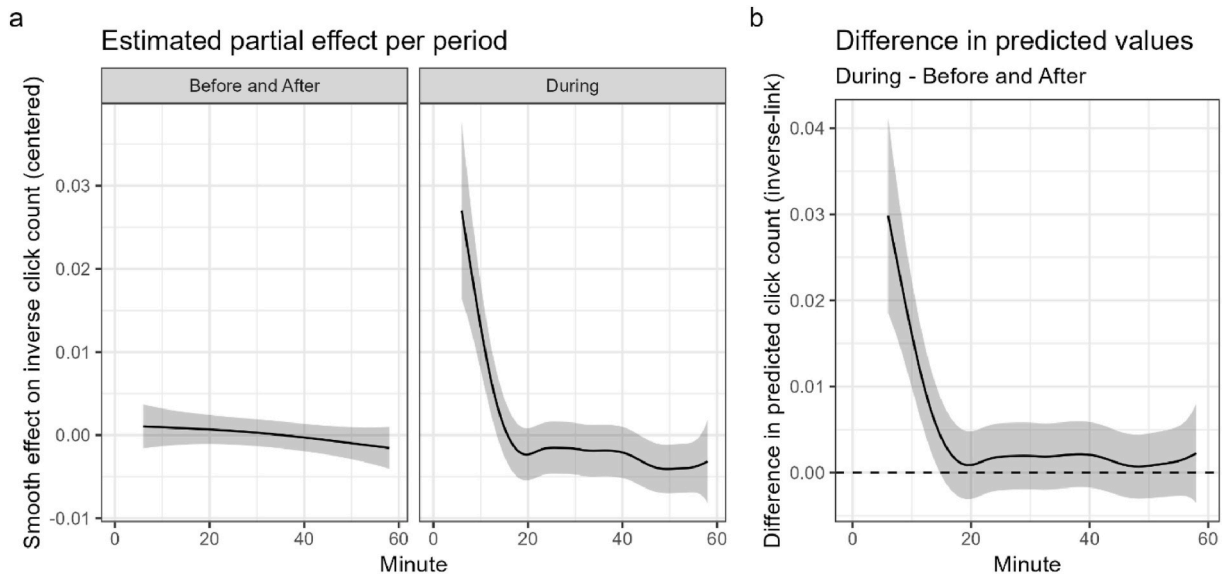 a
Estimated partial effect per period
Before and After
During
Smooth effect on inverse click count (centered)
0.03
0.02
0.01
0.00
-0.01
0
20
40
60
0
20
40
60
Minute
b
Difference in predicted values
During - Before and After
Difference in predicted click count (inverse-link)
0.04
0.03
0.02
0.01
0.00
0
20
40
60
Minute